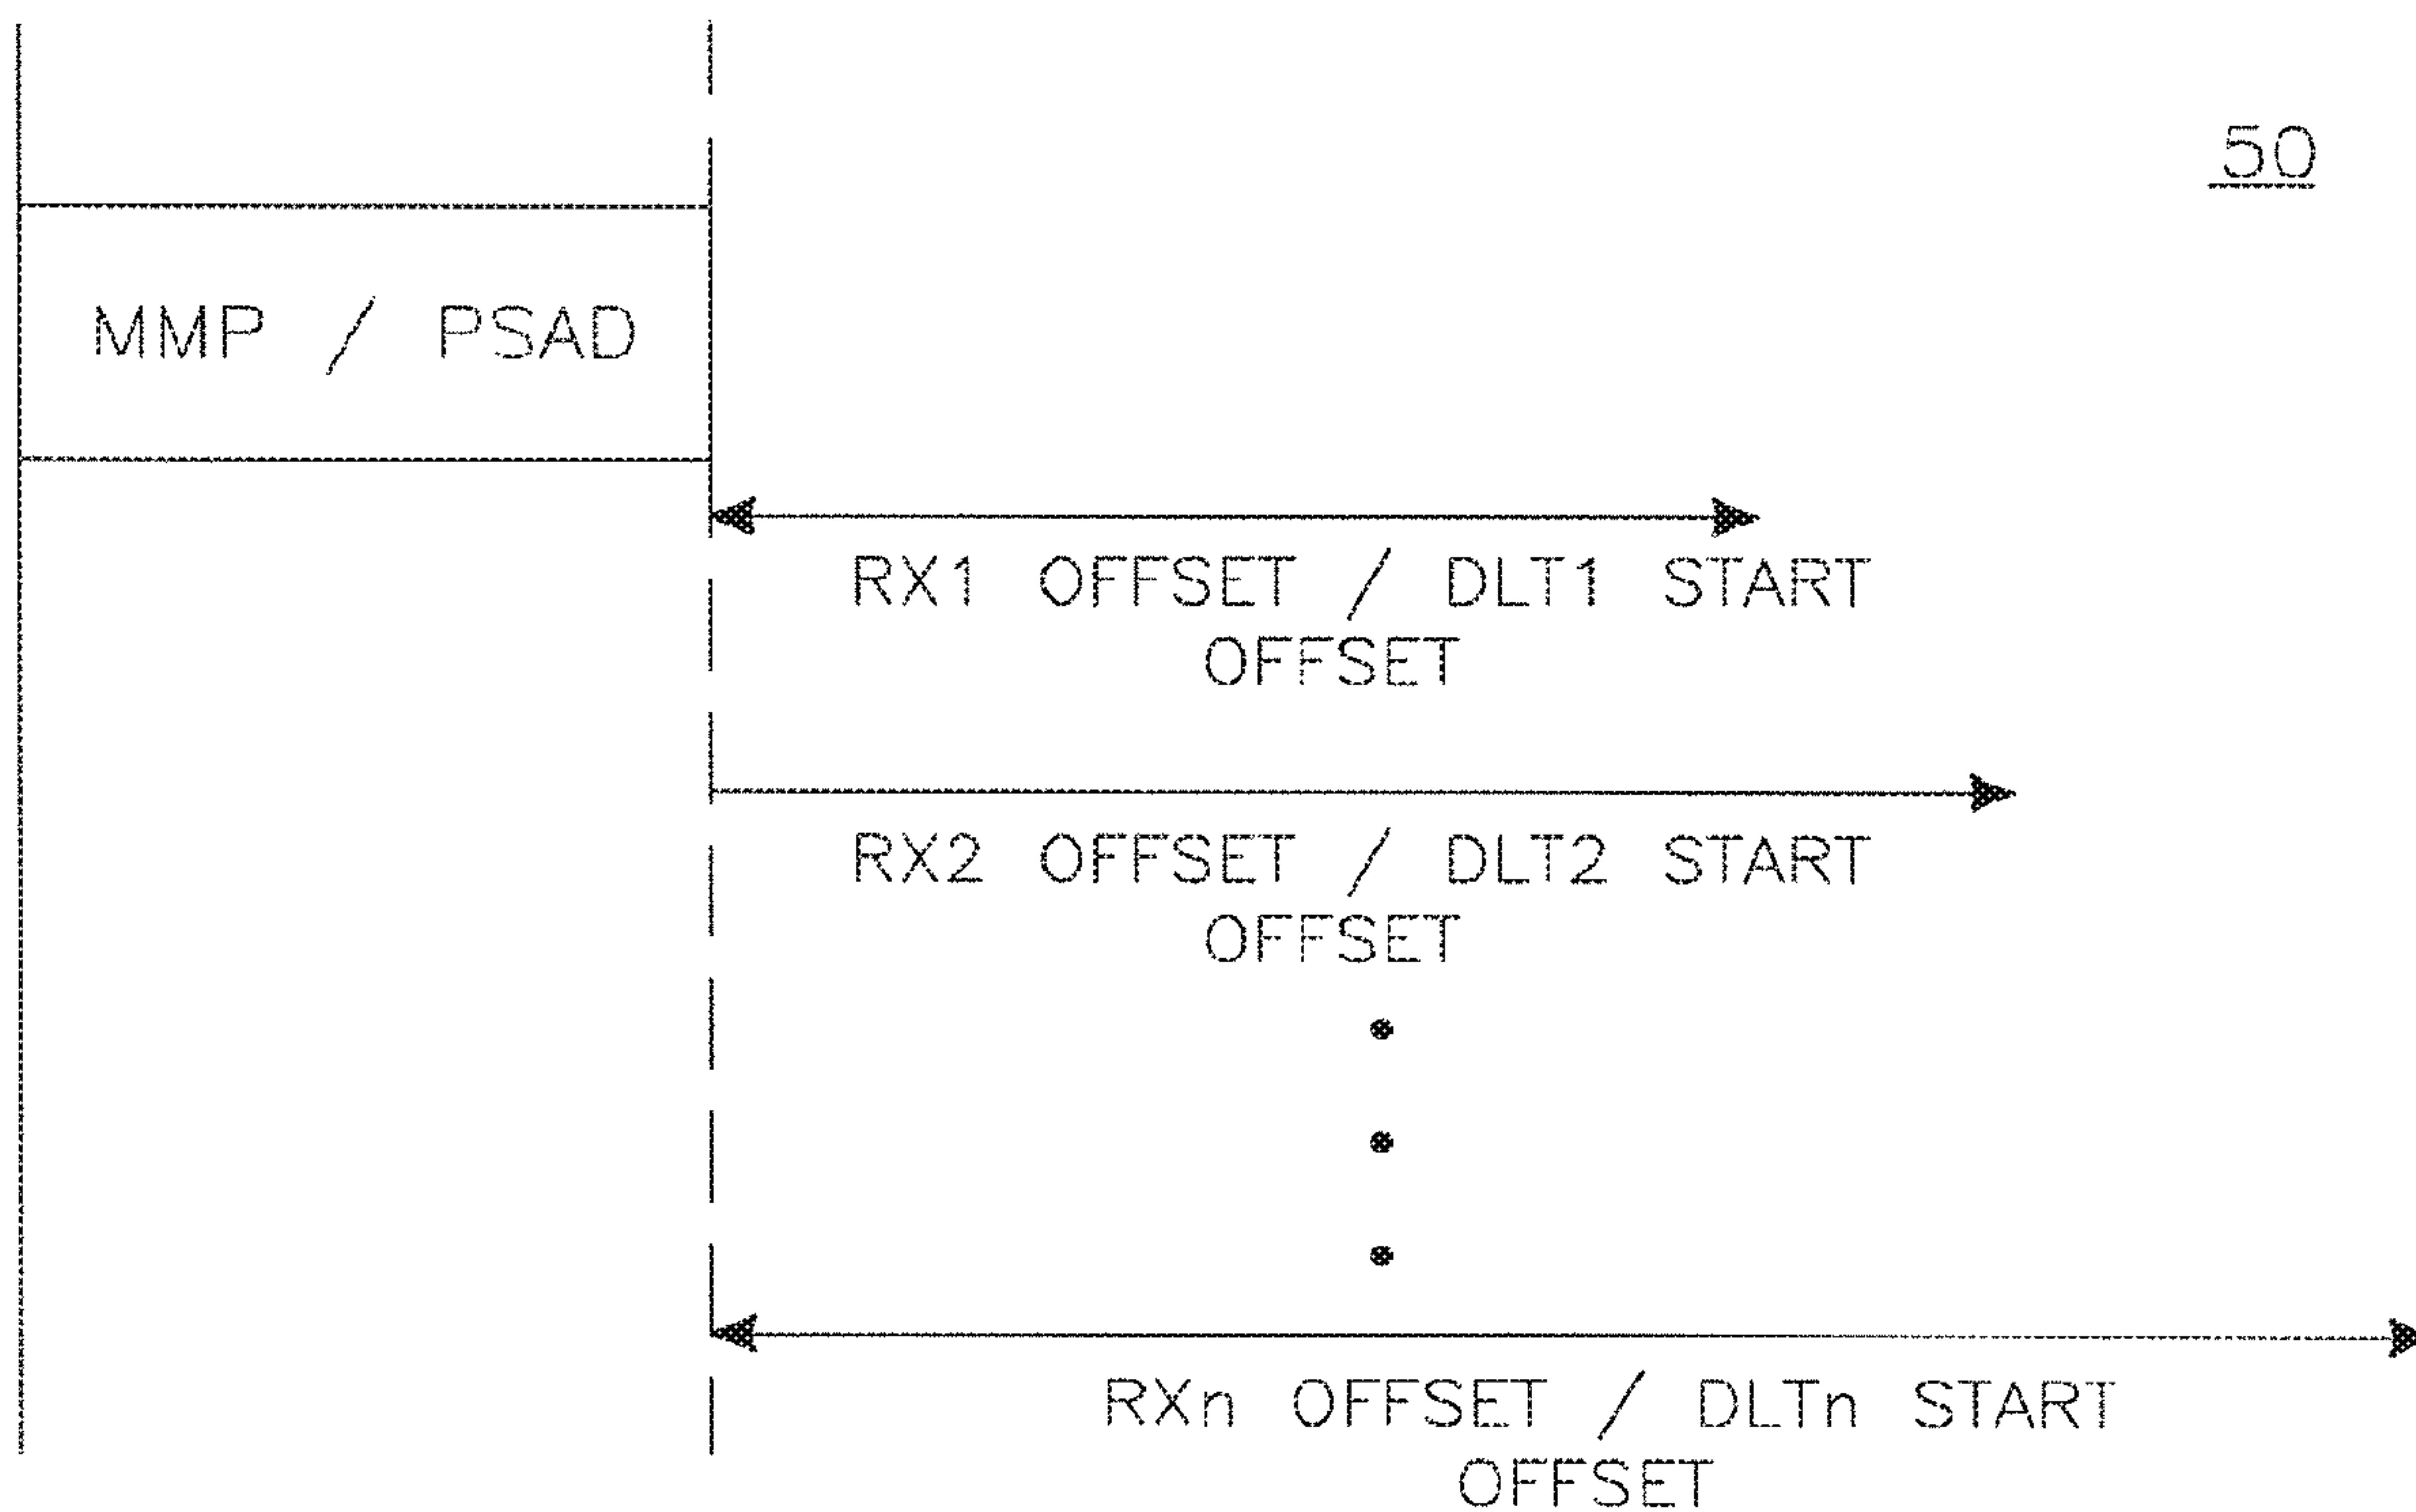 50
MMP / PSAD
RX1 OFFSET / DLT1 START
OFFSET
RX2 OFFSET / DLT2 START
OFFSET
RXn OFFSET / DLTn START
OFFSET